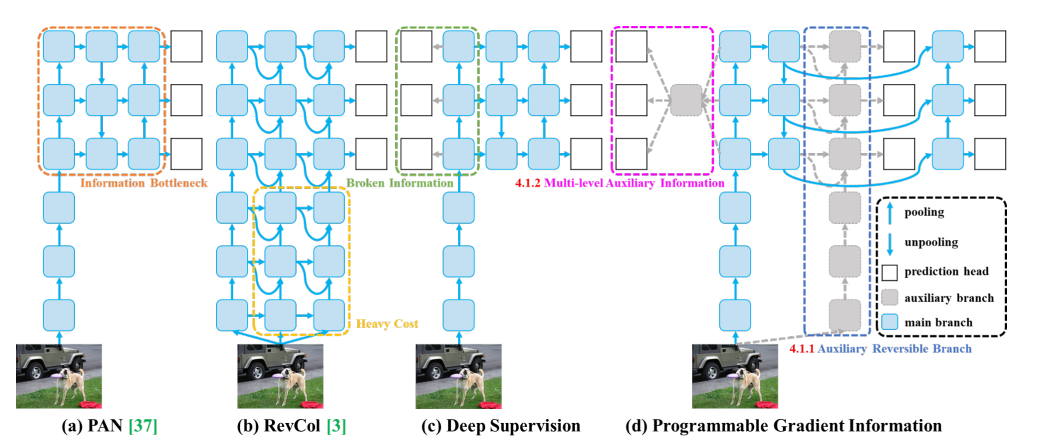 Information Bottleneck
Broken Information
4.1.2 Multi-level Auxiliary Information
Heavy Cost
pooling
unpooling
prediction head
auxiliary branch
main branch
4.1.1 Auxiliary Reversible Branch
(a) PAN [37]
(b) RevCol [3]
(c) Deep Supervision
(d) Programmable Gradient Information